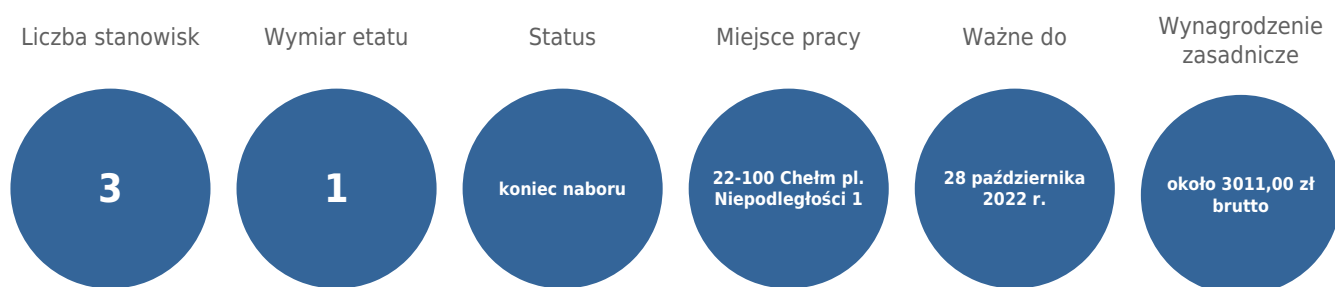 Liczba stanowisk
3
Wymiar etatu
1
Status
koniec naboru
Miejsce pracy
22-100 Chełm pl.
Niepodległości 1
Ważne do
28 października
2022 r.
Wynagrodzenie
zasadnicze
około 3011,00 zł
brutto